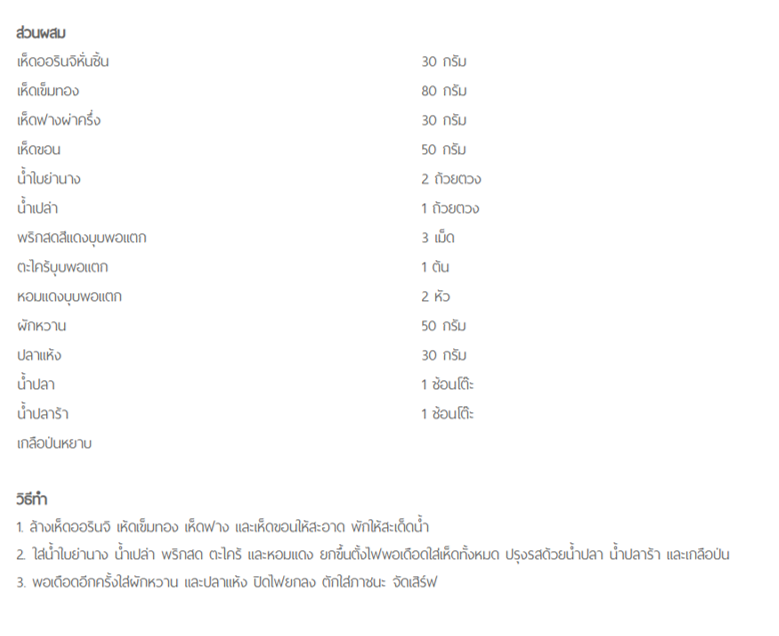 ส่วนผสม
เห็ดออรินจิหั่นชิ้น 30 กรัม
เห็ดเข็มทอง 80 กรัม
เห็ดฟางผ่าครึ่ง 30 กรัม
เห็ดขอน 50 กรัม
น้ำใบย่านาง 2 ถ้วยตวง
น้ำเปล่า 1 ถ้วยตวง
พริกสดสีแดงบุบพอแตก 3 เม็ด
ตะไคร้บุบพอแตก 1 ต้น
หอมแดงบุบพอแตก 2 หัว
ผักหวาน 50 กรัม
ปลาแห้ง 30 กรัม
น้ำปลา 1 ช้อนโต๊ะ
น้ำปลาร้า 1 ช้อนโต๊ะ
เกลือป่นหยาบ
วิธีทำ
1. ล้างเห็ดออรินจิ เห้ดเข็มทอง เห็ดฟาง และเห็ดขอนให้สะอาด พักให้สะเด็ดน้ำ
2. ใส่น้ำใบย่านาง น้ำเปล่า พริกสด ตะไคร้ และหอมแดง ยกขึ้นตั้งไฟพอเดือดใส่เห็ดทั้งหมด ปรุงรสด้วยน้ำปลา น้ำปลาร้า และเกลือป่น
3. พอเดือดอีกครั้งใส่ผักหวาน และปลาแห้ง ปิดไฟยกลง ตักใส่ภาชนะ จัดเสิร์ฟ